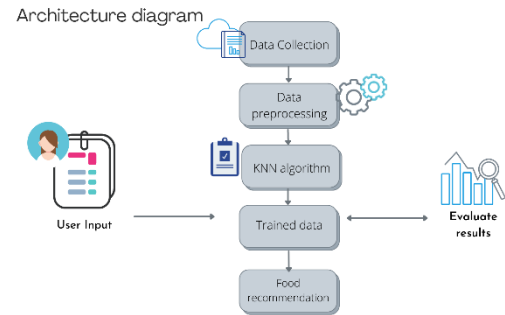 Architecture diagram
Data Collection
Data
preprocessing
KNN algorithm
User Input
Trained data
Evaluate
results
Food
recommendation